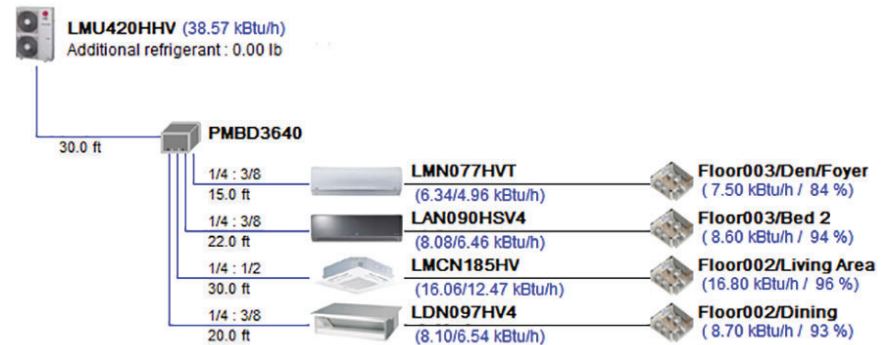 LMU420HHV (38.57 kBtu/h)
Additional refrigerant : 0.00 lb
30.0 ft
PMBD3640
1/4 : 3/8
15.0 ft
LMN077HVT
(6.34/4.96 kBtu/h)
Floor003/Den/Foyer
( 7.50 kBtu/h / 84 %)
1/4 : 3/8
22.0 ft
LAN090HSV4
(8.08/6.46 kBtu/h)
Floor003/Bed 2
( 8.60 kBtu/h / 94 %)
1/4 : 1/2
30.0 ft
LMCN185HV
(16.06/12.47 kBtu/h)
Floor002/Living Area
(16.80 kBtu/h / 96 %)
1/4 : 3/8
20.0 ft
LDN097HV4
(8.10/6.54 kBtu/h)
Floor002/Dining
( 8.70 kBtu/h / 93 %)